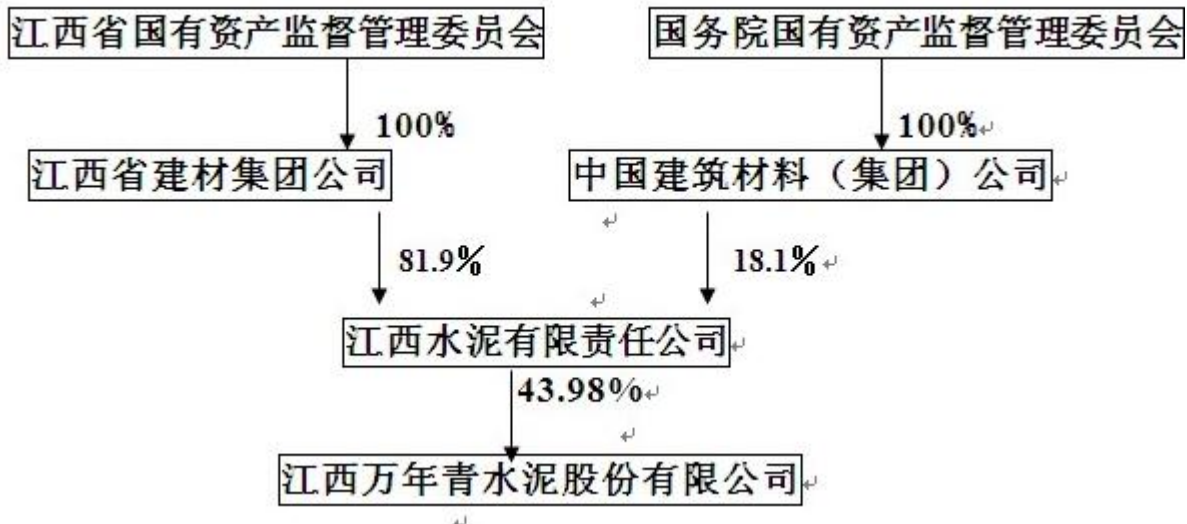 江西省国有资产监督管理委员会 国务院国有资产监督管理委员会
100% 100%
江西省建材集团公司 中国建筑材料（集团）公司
81.9% 18.1%
江西水泥有限责任公司
43.98%
江西万年青水泥股份有限公司